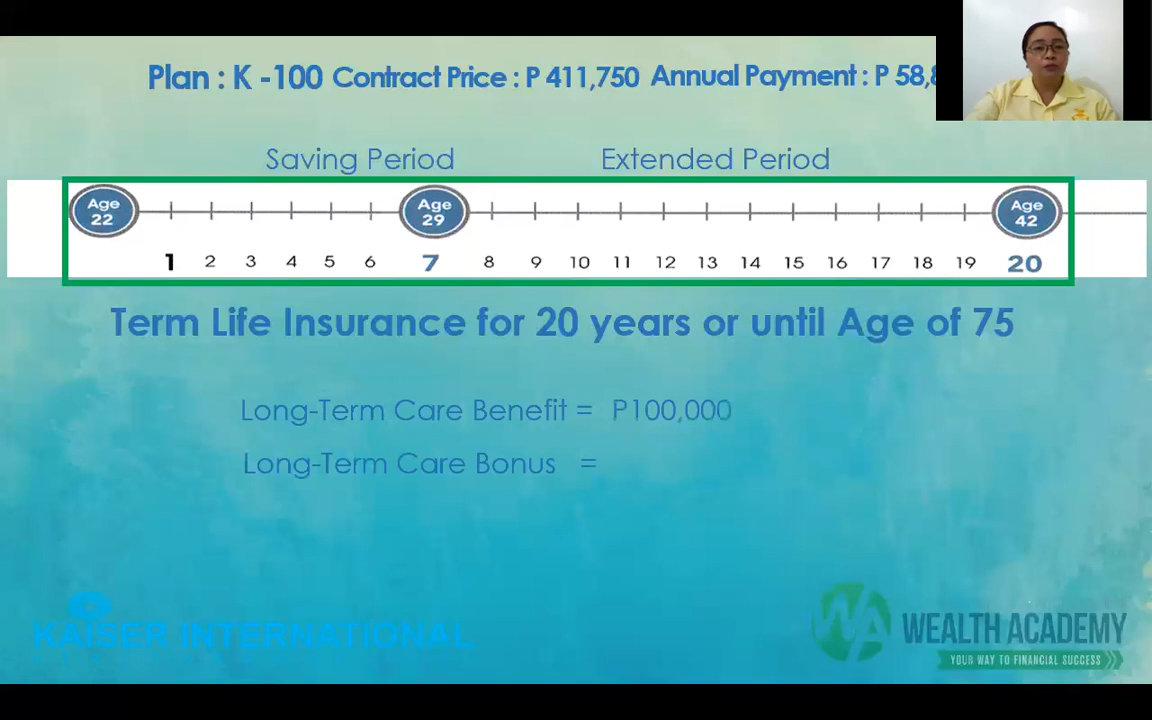 Plan : K -100 Contract Price : P 411,750 Annual Payment : P 58,
Saving Period Extended Period
Age 22 Age 29 Age 42
1 2 3 4 5 6 7 8 9 10 11 12 13 14 15 16 17 18 19 20
Term Life Insurance for 20 years or until Age of 75
Long-Term Care Benefit = P100,000
Long-Term Care Bonus =
KAISER INTERNATIONAL
WEALTH ACADEMY
YOUR WAY TO FINANCIAL SUCCESS